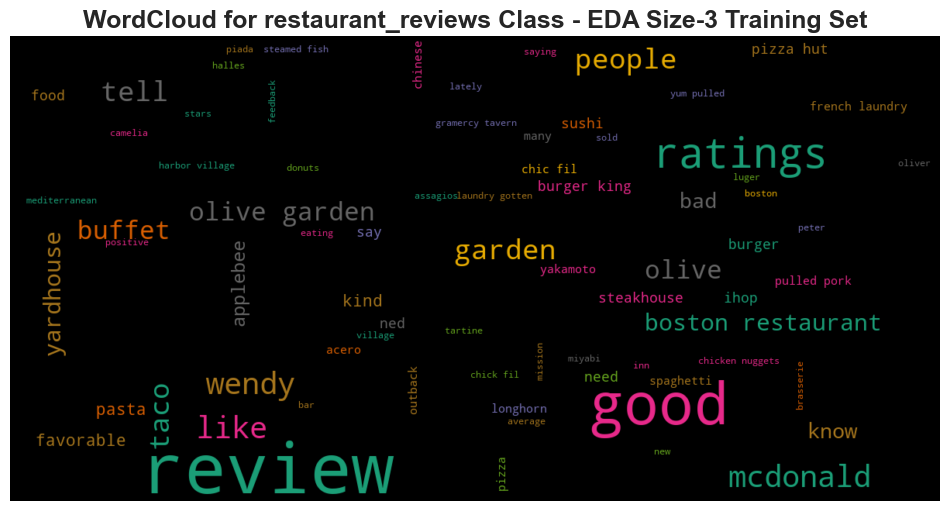 WordCloud for restaurant_reviews Class - EDA Size-3 Training Set
piada
steamed fish
chinese
saying
people
pizza hut
halles
food
tell
feedback
lately
yum pulled
french laundry
stars
camelia
gramercy tavern
sushi
many
sold
ratings
harbor village
donuts
chic fil
oliver
luger
burger king
boston
mediterranean
assagios
laundry gotten
bad
olive garden
buffet
positive
eating
say
garden
burger
peter
yardhouse
applebee
yakamoto
olive
pulled pork
kind
steakhouse
ihop
ned
village
tartine
boston restaurant
acero
mission
miyabi
inn
chicken nuggets
wendy
outback
chick fil
need
spaghetti
brasserie
taco
pasta
bar
longhorn
average
good
know
favorable
like
new
review
pizza
mcdonald